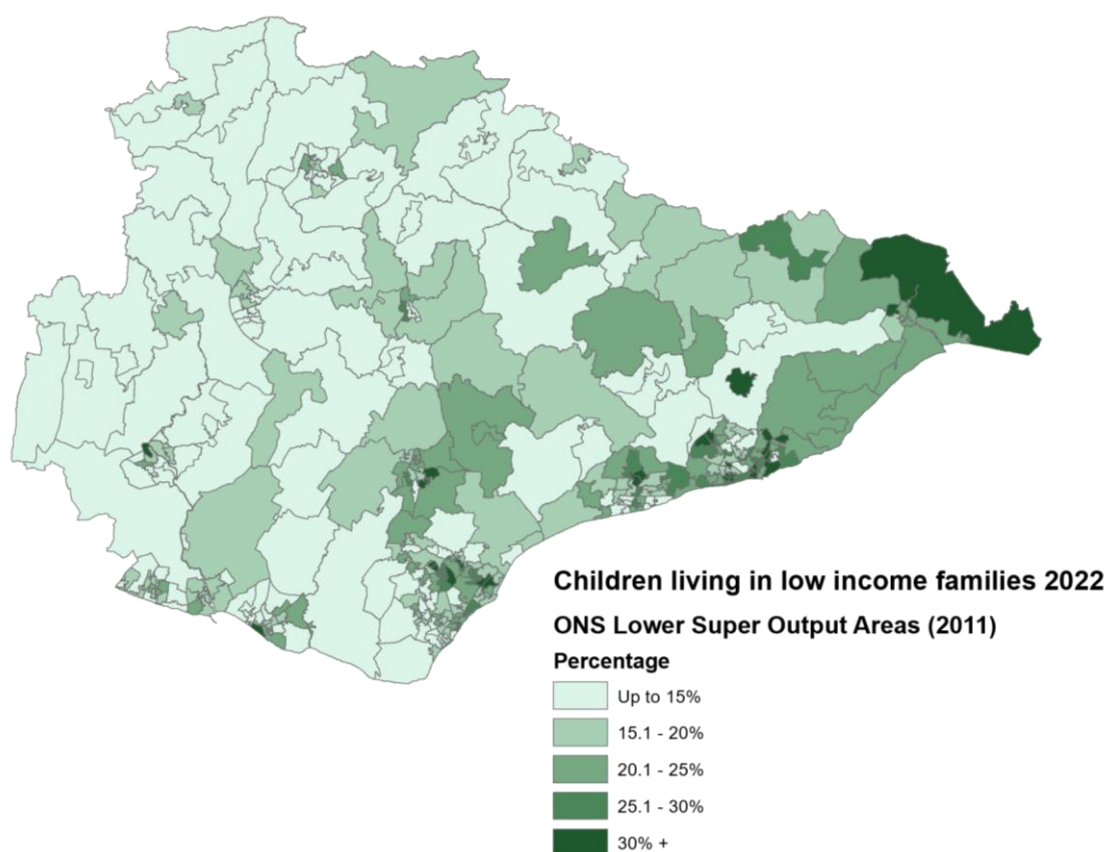 Children living in low income families 2022
ONS Lower Super Output Areas (2011)
Percentage
Up to 15%
15.1 - 20%
20.1 - 25%
25.1 - 30%
30% +